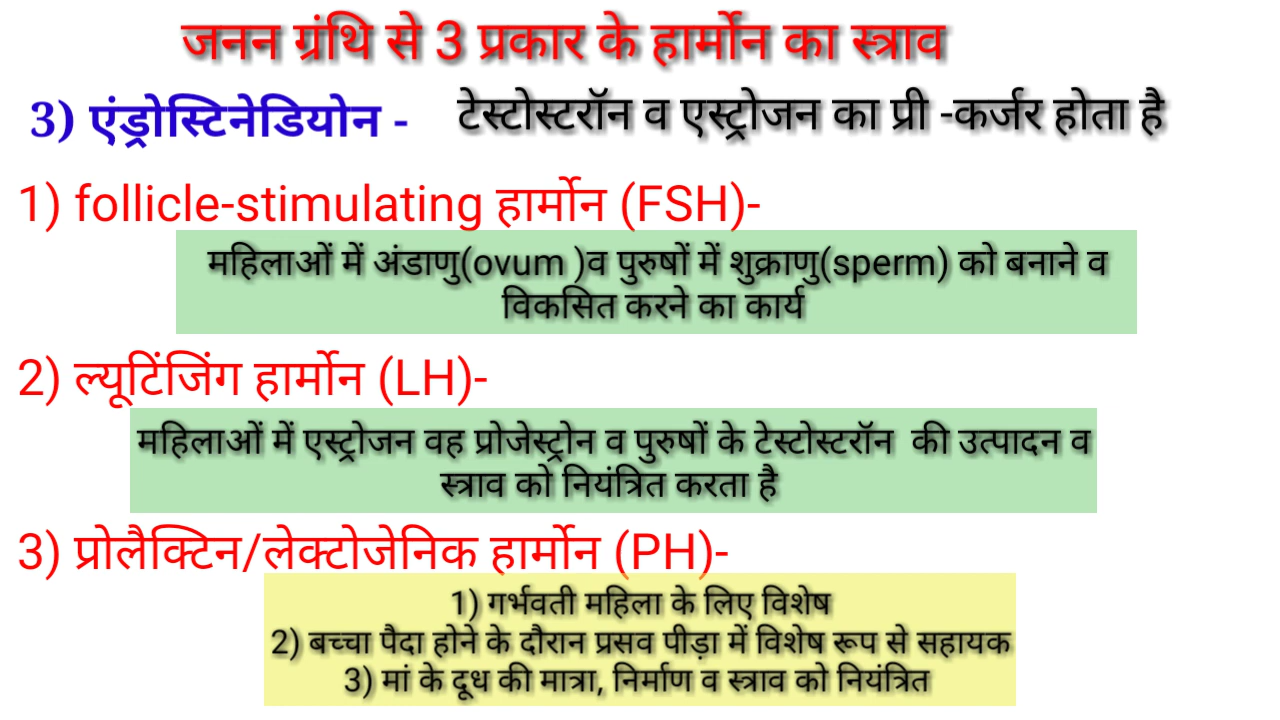 जनन ग्रंथि से 3 प्रकार के हार्मोन का स्त्राव
3) एंड्रोस्टिनेडियोन - टेस्टोस्टरॉन व एस्ट्रोजन का प्री -कर्जर होता है
1) follicle-stimulating हार्मोन (FSH)-
महिलाओं में अंडाणु(ovum )व पुरुषों में शुक्राणु(sperm) को बनाने व
विकसित करने का कार्य
2) ल्यूटिंजिंग हार्मोन (LH)-
महिलाओं में एस्ट्रोजन वह प्रोजेस्ट्रोन व पुरुषों के टेस्टोस्टरॉन की उत्पादन व
स्त्राव को नियंत्रित करता है
3) प्रोलैक्टिन/लेक्टोजेनिक हार्मोन (PH)-
1) गर्भवती महिला के लिए विशेष
2) बच्चा पैदा होने के दौरान प्रसव पीड़ा में विशेष रूप से सहायक
3) मां के दूध की मात्रा, निर्माण व स्त्राव को नियंत्रित